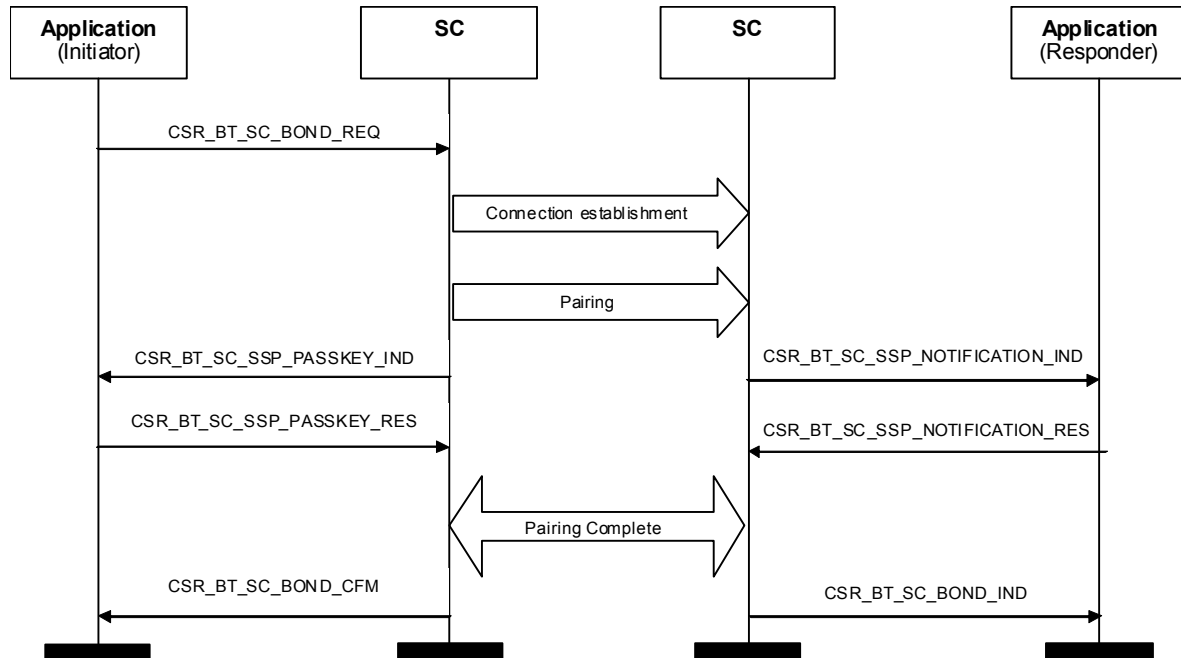 Application
(Initiator)
SC
SC
Application
(Responder)
CSR_BT_SC_BOND_REQ
Connection establishment
Pairing
CSR_BT_SC_SSP_PASSKEY_IND
CSR_BT_SC_SSP_NOTIFICATION_IND
CSR_BT_SC_SSP_PASSKEY_RES
CSR_BT_SC_SSP_NOTIFICATION_RES
Pairing Complete
CSR_BT_SC_BOND_CFM
CSR_BT_SC_BOND_IND